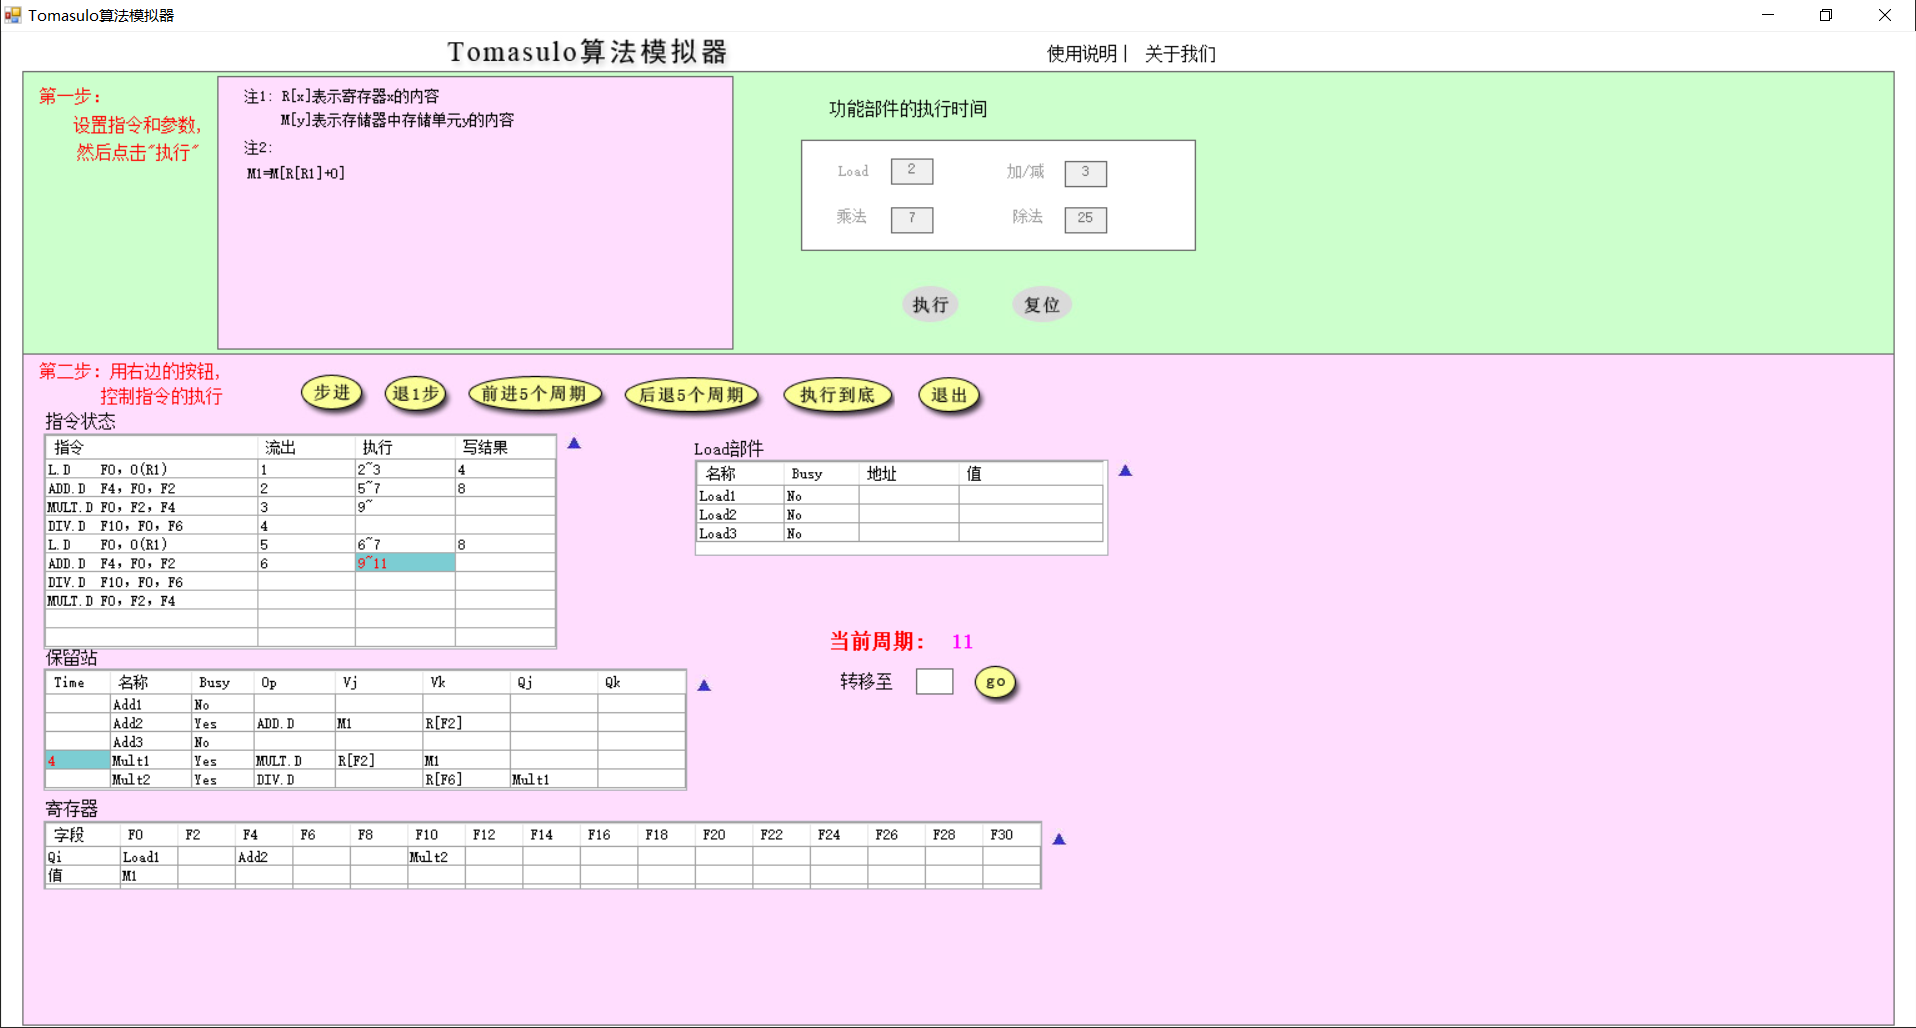 Tomasulo算法模拟器
Tomasulo算法模拟器
使用说明 | 关于我们
第一步：
设置指令和参数，
然后点击"执行"
注1: R[x]表示寄存器x的内容
M[y]表示存储器中存储单元y的内容
注2:
M1=M[R[R1]+0]
功能部件的执行时间
Load 2 加/减 3
乘法 7 除法 25
执行 复位
第二步：用右边的按钮，
控制指令的执行
步进 退1步 前进5个周期 后退5个周期 执行到底 退出
指令状态
指令 流出 执行 写结果
L.D F0, 0(R1) 1 2~3 4
ADD.D F4, F0, F2 2 5~7 8
MULT.D F0, F2, F4 3 9~
DIV.D F10, F0, F6 4
L.D F0, 0(R1) 5 6~7 8
ADD.D F4, F0, F2 6 9~11
DIV.D F10, F0, F6
MULT.D F0, F2, F4
Load部件
名称 Busy 地址 值
Load1 No
Load2 No
Load3 No
当前周期： 11
转移至 go
保留站
Time 名称 Busy Op Vj Vk Qj Qk
Add1 No
Add2 Yes ADD.D M1 R[F2]
Add3 No
4 Mult1 Yes MULT.D R[F2] M1
Mult2 Yes DIV.D R[F6] Mult1
寄存器
字段 F0 F2 F4 F6 F8 F10 F12 F14 F16 F18 F20 F22 F24 F26 F28 F30
Qi Load1 Add2 Mult2
值 M1